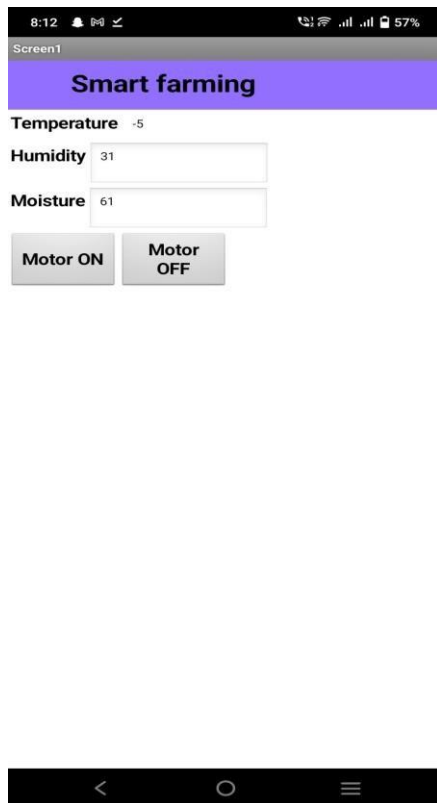 8:12 57%
Screen1
Smart farming
Temperature -5
Humidity 31
Moisture 61
Motor ON Motor
OFF